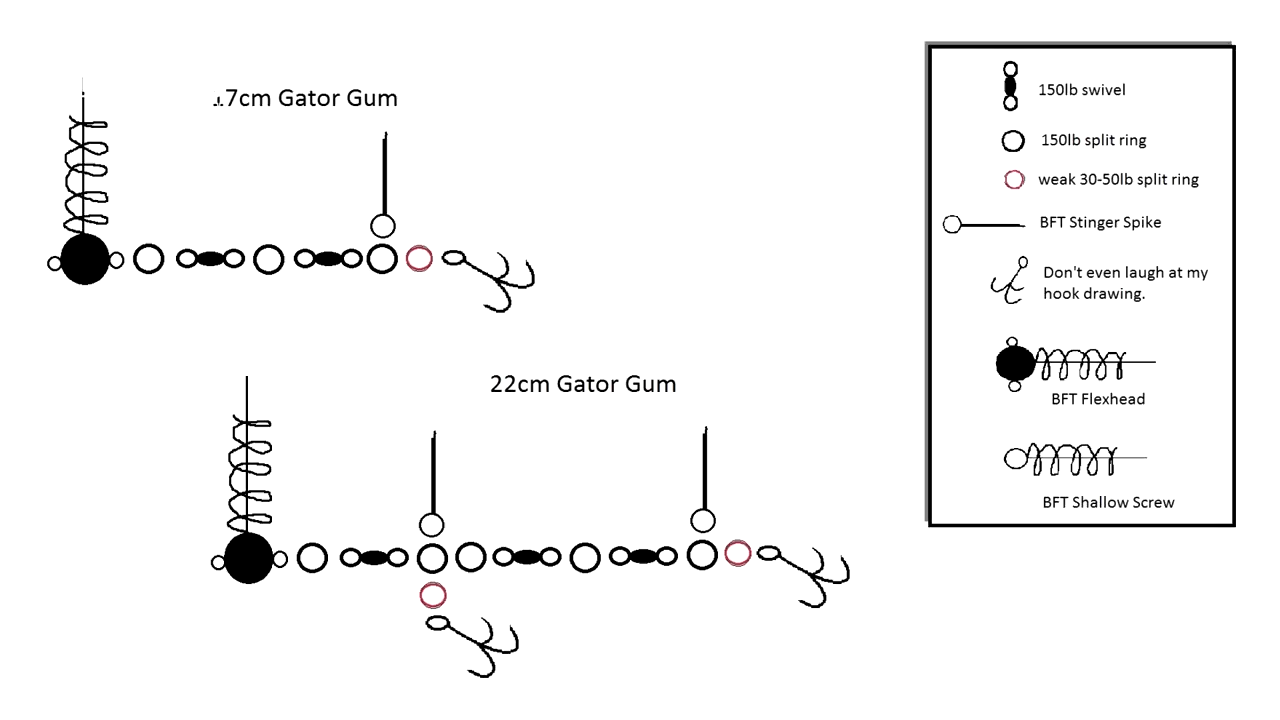 17cm Gator Gum
22cm Gator Gum
150lb swivel
150lb split ring
weak 30-50lb split ring
BFT Stinger Spike
Don't even laugh at my
hook drawing.
BFT Flexhead
BFT Shallow Screw